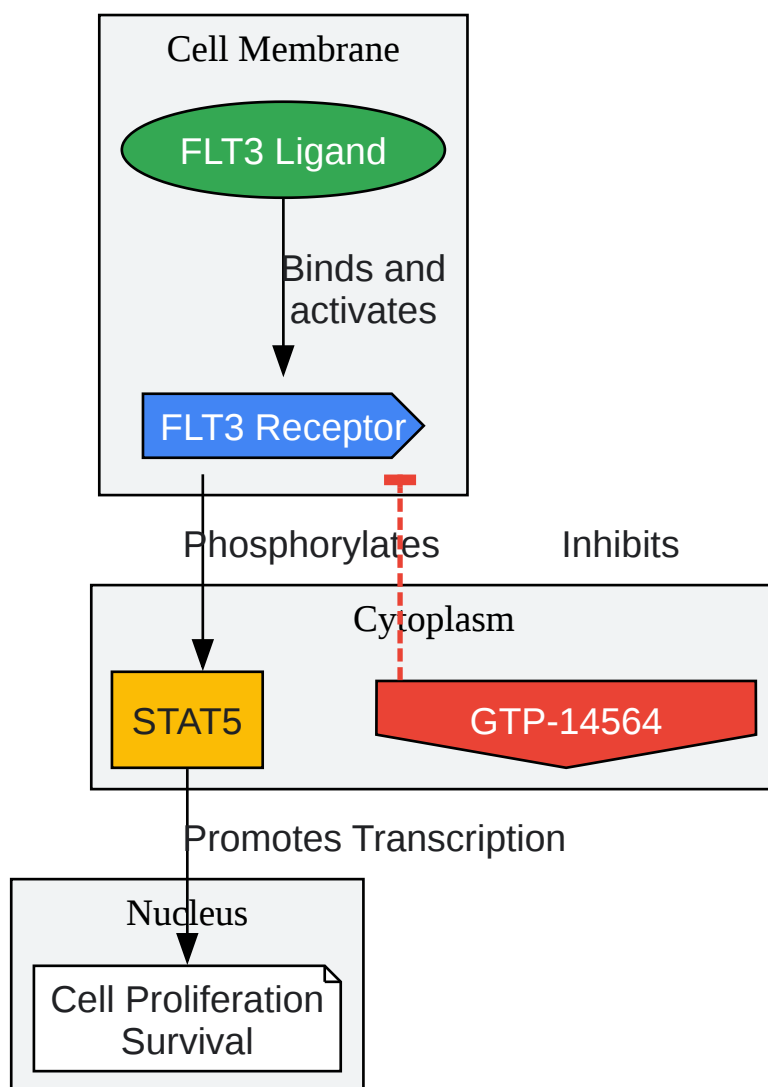 Cell Membrane
FLT3 Ligand
Binds and
activates
FLT3 Receptor
Phosphorylates
Inhibits
Cytoplasm
STAT5
GTP-14564
Promotes Transcription
Nucleus
Cell Proliferation
Survival